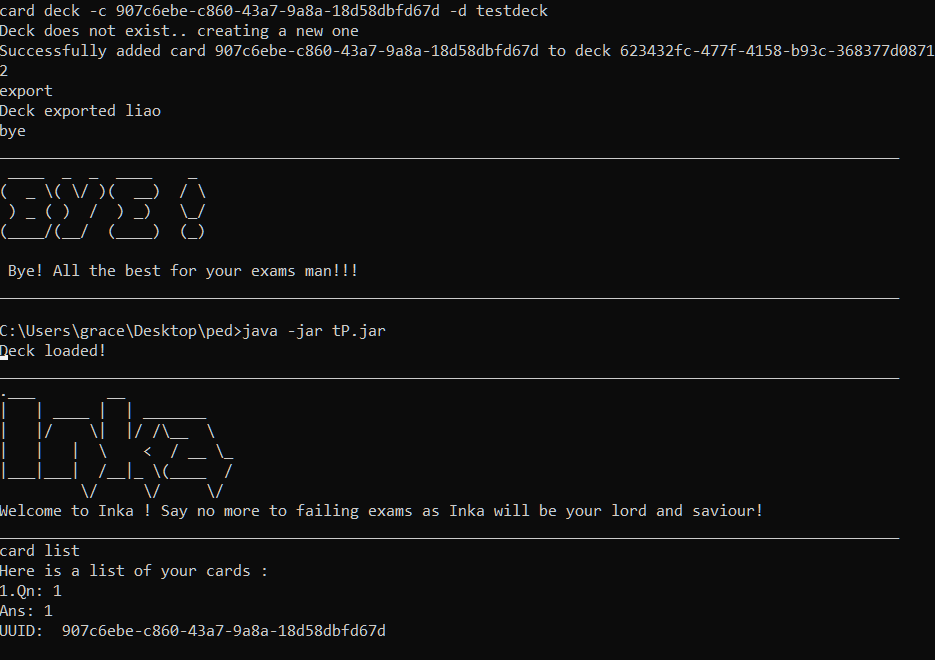 card deck -c 907c6ebe-c860-43a7-9a8a-18d58dbfd67d -d testdeck
Deck does not exist.. creating a new one
Successfully added card 907c6ebe-c860-43a7-9a8a-18d58dbfd67d to deck 623432fc-477f-4158-b93c-368377d0871
2
export
Deck exported liao
bye
BYE !
Bye! All the best for your exams man!!!
C:\Users\grace\Desktop\ped>java -jar tP.jar
Deck loaded!
Inka
Welcome to Inka ! Say no more to failing exams as Inka will be your lord and saviour!
card list
Here is a list of your cards :
1.Qn: 1
Ans: 1
UUID:  907c6ebe-c860-43a7-9a8a-18d58dbfd67d